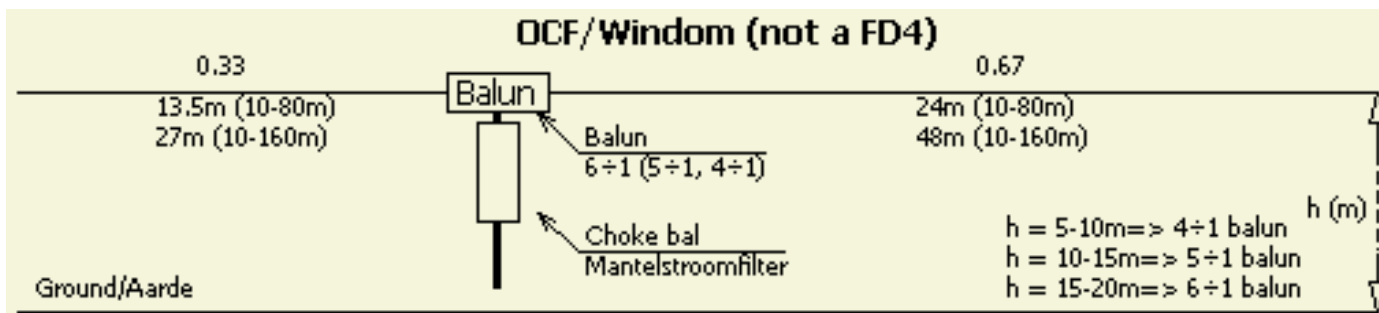 OCF/Windom (not a FD4)
0.33
0.67
Balun
13.5m (10-80m)
27m (10-160m)
24m (10-80m)
48m (10-160m)
Balun
6÷1 (5÷1, 4÷1)
Choke bal
Mantelstroomfilter
h (m)
h = 5-10m=> 4÷1 balun
h = 10-15m=> 5÷1 balun
h = 15-20m=> 6÷1 balun
Ground/Aarde